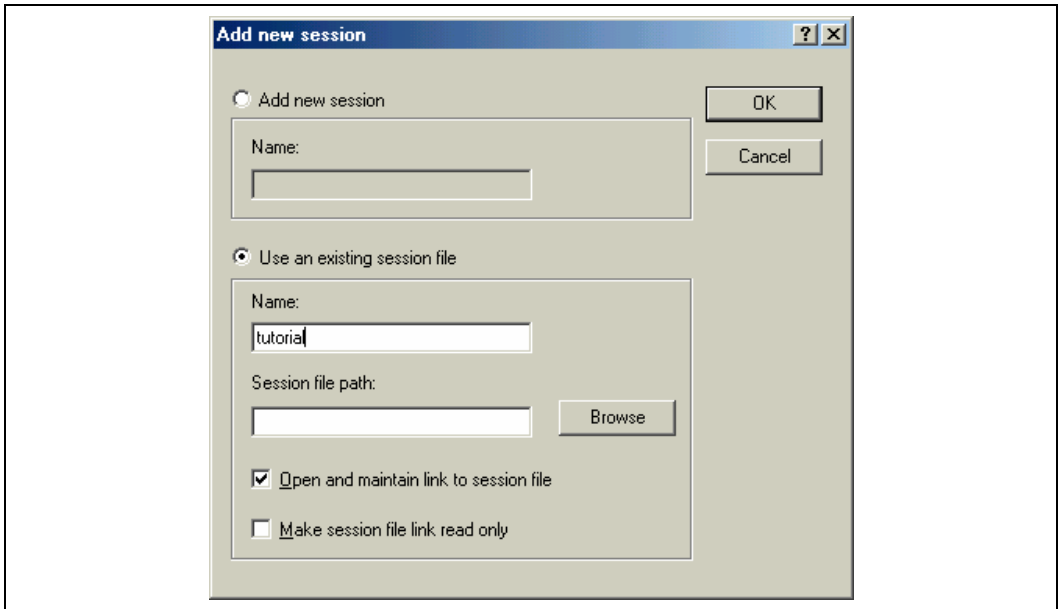 Add new session
Add new session
OK
Name:
Cancel
Use an existing session file
Name:
tutorial
Session file path:
Browse
Open and maintain link to session file
Make session file link read only